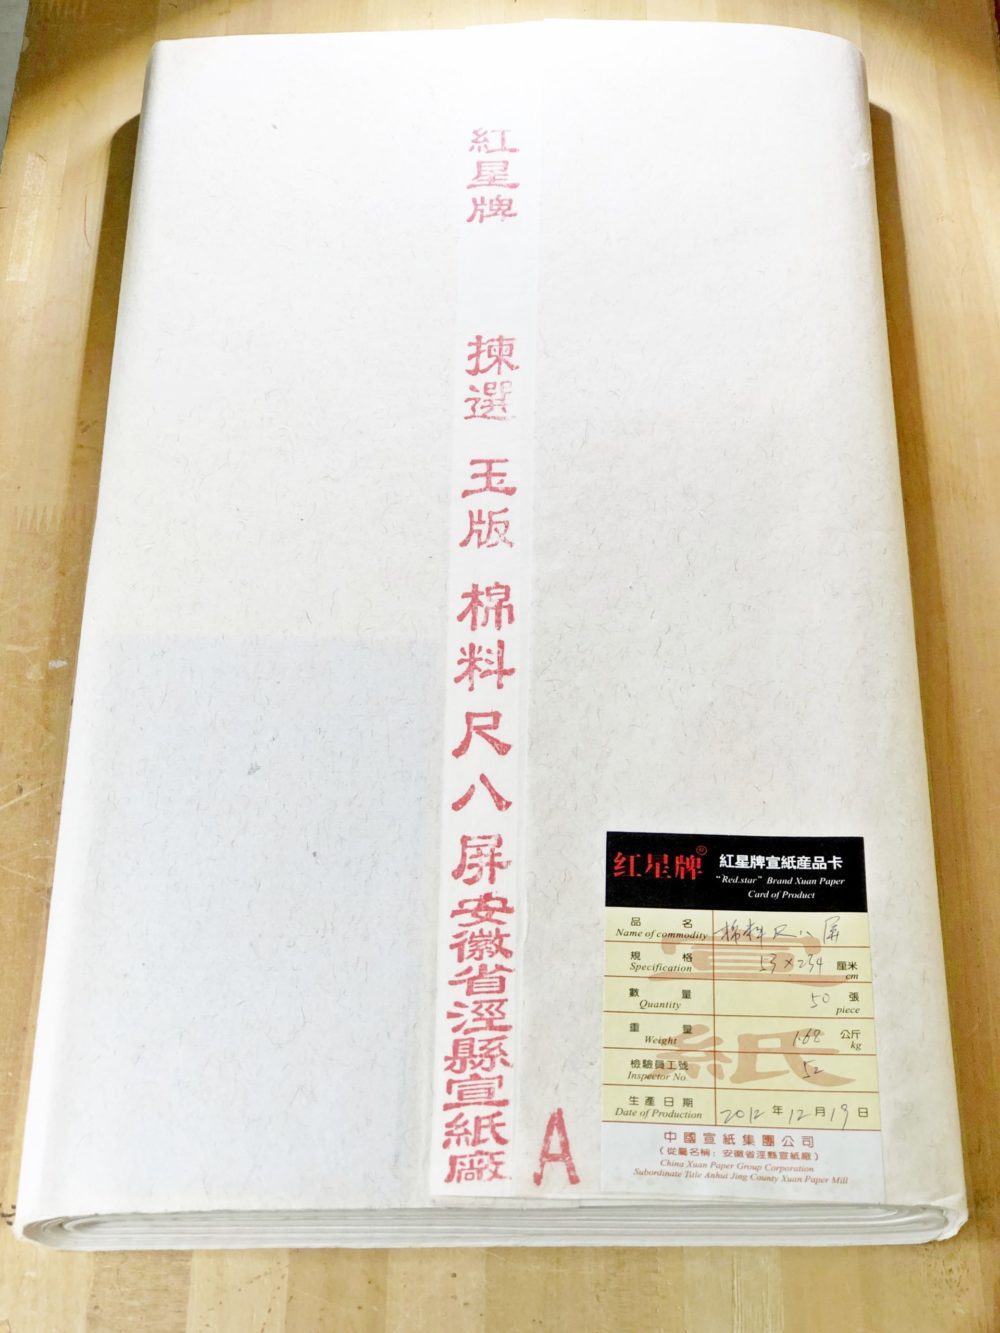 紅星牌
揀選 玉版 棉料 尺八屏 安徽省涇縣宣紙廠
A
红星牌®
紅星牌宣紙産品卡
“Red.star” Brand Xuan Paper
Card of Product
品名 棉料尺八屏
Name of commodity
規格 53×234 厘米
Specification cm
數量 50 張
Quantity piece
重量 1.68 公斤
Weight kg
檢驗員工號 52
Inspector No.
生產日期 2012年12月19日
Date of Production
宣紙
中國宣紙集團公司
(從屬名稱：安徽省涇縣宣紙廠)
China Xuan Paper Group Corporation
Subordinate Title Anhui Jing County Xuan Paper Mill